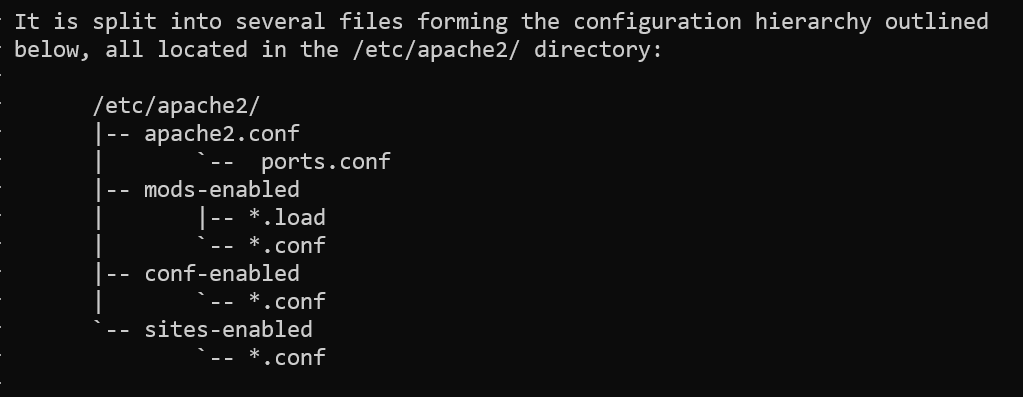 It is split into several files forming the configuration hierarchy outlined
below, all located in the /etc/apache2/ directory:

      /etc/apache2/
      |-- apache2.conf
      |       `--  ports.conf
      |-- mods-enabled
      |       |-- *.load
      |       `-- *.conf
      |-- conf-enabled
      |       `-- *.conf
      `-- sites-enabled
              `-- *.conf